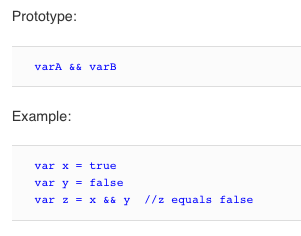 Prototype:
varA && varB
Example:
var x = true
var y = false
var z = x && y  //z equals false